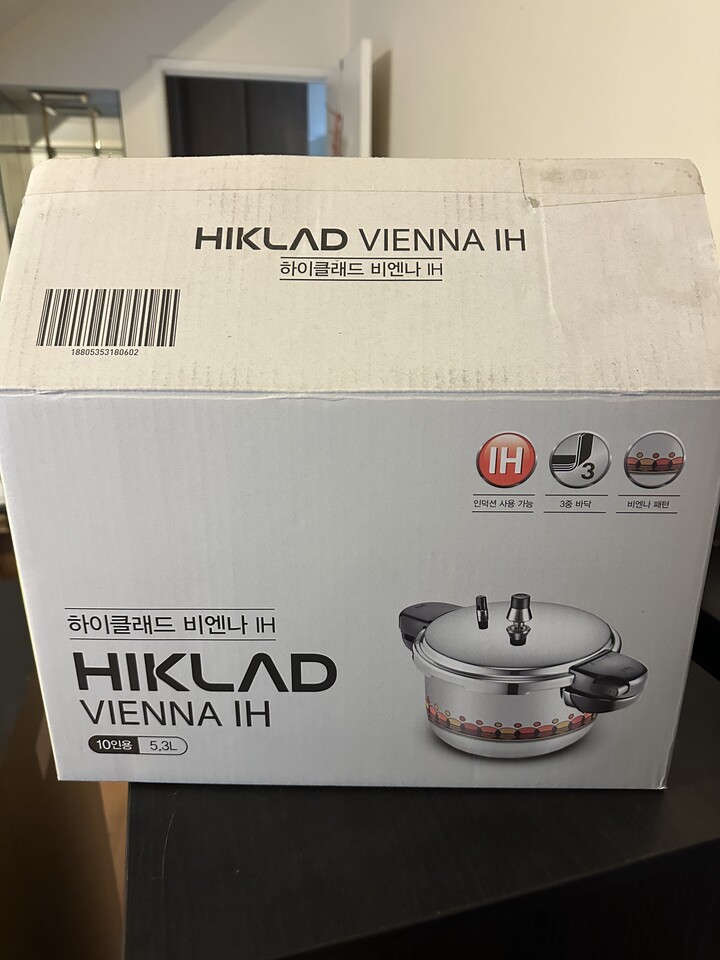 HIKLAD VIENNA IH
하이클래드 비엔나 IH
18805353180602
IH
3
인덕션 사용 가능
3중 바닥
비엔나 패턴
하이클래드 비엔나 IH
HIKLAD
VIENNA IH
10인용 5.3L